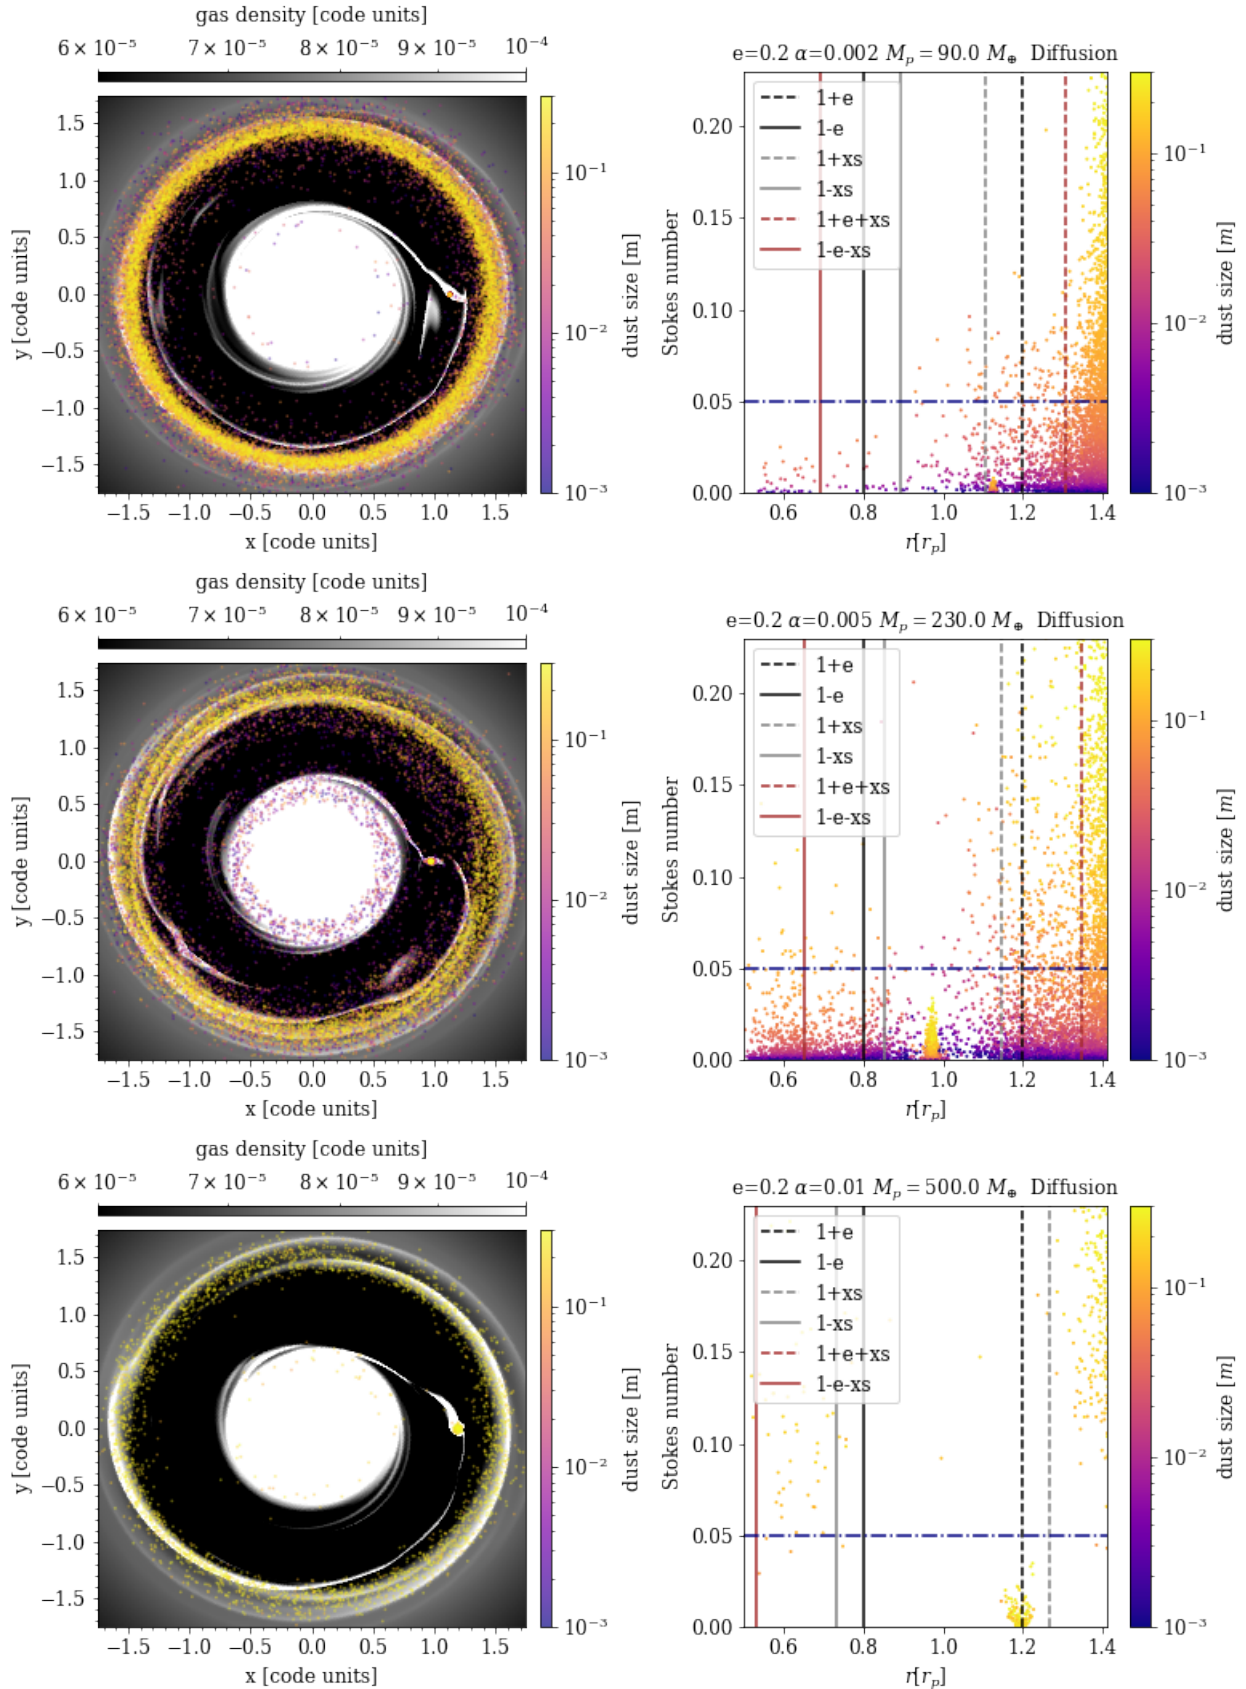 gas density [code units]
6 × 10⁻⁵ 7 × 10⁻⁵ 8 × 10⁻⁵ 9 × 10⁻⁵ 10⁻⁴
1.5
1.0
0.5
0.0
−0.5
−1.0
−1.5
y [code units]
−1.5 −1.0 −0.5 0.0 0.5 1.0 1.5
x [code units]
10⁻¹
10⁻²
10⁻³
dust size [m]
e=0.2 α=0.002 Mₚ = 90.0 M⊕ Diffusion
1+e
1-e
1+xs
1-xs
1+e+xs
1-e-xs
0.20
0.15
0.10
0.05
0.00
Stokes number
0.6 0.8 1.0 1.2 1.4
r[rₚ]
10⁻¹
10⁻²
10⁻³
dust size [m]
gas density [code units]
6 × 10⁻⁵ 7 × 10⁻⁵ 8 × 10⁻⁵ 9 × 10⁻⁵ 10⁻⁴
1.5
1.0
0.5
0.0
−0.5
−1.0
−1.5
y [code units]
−1.5 −1.0 −0.5 0.0 0.5 1.0 1.5
x [code units]
10⁻¹
10⁻²
10⁻³
dust size [m]
e=0.2 α=0.005 Mₚ = 230.0 M⊕ Diffusion
1+e
1-e
1+xs
1-xs
1+e+xs
1-e-xs
0.20
0.15
0.10
0.05
0.00
Stokes number
0.6 0.8 1.0 1.2 1.4
r[rₚ]
10⁻¹
10⁻²
10⁻³
dust size [m]
gas density [code units]
6 × 10⁻⁵ 7 × 10⁻⁵ 8 × 10⁻⁵ 9 × 10⁻⁵ 10⁻⁴
1.5
1.0
0.5
0.0
−0.5
−1.0
−1.5
y [code units]
−1.5 −1.0 −0.5 0.0 0.5 1.0 1.5
x [code units]
10⁻¹
10⁻²
10⁻³
dust size [m]
e=0.2 α=0.01 Mₚ = 500.0 M⊕ Diffusion
1+e
1-e
1+xs
1-xs
1+e+xs
1-e-xs
0.20
0.15
0.10
0.05
0.00
Stokes number
0.6 0.8 1.0 1.2 1.4
r[rₚ]
10⁻¹
10⁻²
10⁻³
dust size [m]